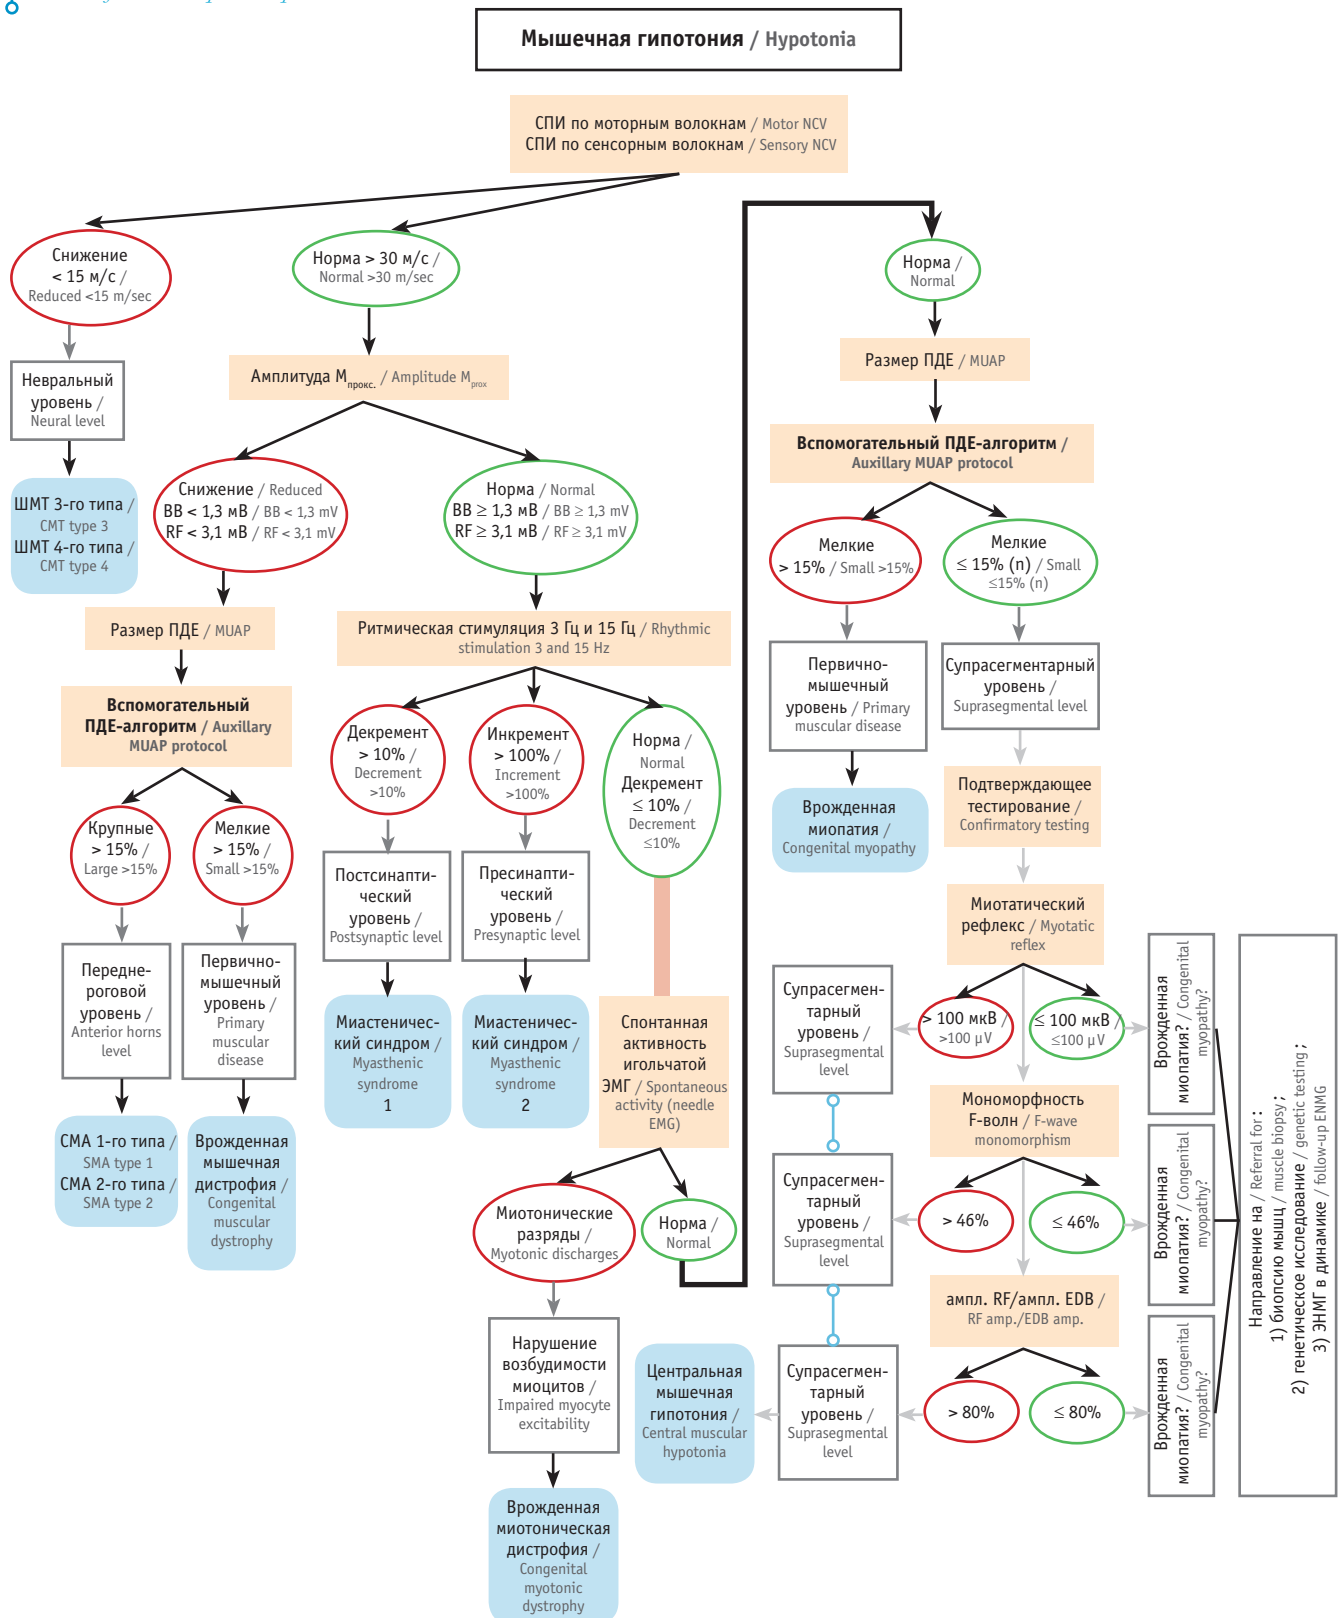 Мышечная гипотония / Hypotonia
СПИ по моторным волокнам / Motor NCV
СПИ по сенсорным волокнам / Sensory NCV
Снижение
< 15 м/с /
Reduced <15 m/sec
Норма > 30 м/с /
Normal >30 m/sec
Норма /
Normal
Невральный
уровень /
Neural level
Амплитуда Мпрокс. / Amplitude Mprox
Размер ПДЕ / MUAP
Вспомогательный ПДЕ-алгоритм /
Auxillary MUAP protocol
ШМТ 3-го типа /
CMT type 3
ШМТ 4-го типа /
CMT type 4
Снижение / Reduced
BB < 1,3 мВ / BB < 1,3 mV
RF < 3,1 мВ / RF < 3,1 mV
Норма / Normal
BB ≥ 1,3 мВ / BB ≥ 1,3 mV
RF ≥ 3,1 мВ / RF ≥ 3,1 mV
Мелкие
> 15% / Small >15%
Мелкие
≤ 15% (n) / Small
≤15% (n)
Размер ПДЕ / MUAP
Ритмическая стимуляция 3 Гц и 15 Гц / Rhythmic
stimulation 3 and 15 Hz
Первично-
мышечный
уровень / Primary
muscular disease
Супрасегментарный
уровень /
Suprasegmental level
Вспомогательный
ПДЕ-алгоритм / Auxillary
MUAP protocol
Декремент
> 10% /
Decrement
>10%
Инкремент
> 100% /
Increment
>100%
Норма /
Normal
Декремент
≤ 10% /
Decrement
≤10%
Врожденная
миопатия /
Congenital myopathy
Подтверждающее
тестирование /
Confirmatory testing
Крупные
> 15% /
Large >15%
Мелкие
> 15% /
Small >15%
Постсинапти-
ческий
уровень /
Postsynaptic level
Пресинапти-
ческий
уровень /
Presynaptic level
Миотатический
рефлекс / Myotatic
reflex
Передне-
роговой
уровень /
Anterior horns
level
Первично-
мышечный
уровень /
Primary
muscular
disease
Миастеничес-
кий синдром /
Myasthenic
syndrome
1
Миастеничес-
кий синдром /
Myasthenic
syndrome
2
Спонтанная
активность
игольчатой
ЭМГ / Spontaneous
activity (needle
EMG)
Супрасегмен-
тарный
уровень /
Suprasegmental
level
> 100 мкВ /
>100 µV
≤ 100 мкВ /
≤100 µV
Врожденная
миопатия? / Congenital
myopathy?
СМА 1-го типа /
SMA type 1
СМА 2-го типа /
SMA type 2
Врожденная
мышечная
дистрофия /
Congenital
muscular
dystrophy
Мономорфность
F-волн / F-wave
monomorphism
Миотонические
разряды /
Myotonic discharges
Норма /
Normal
Супрасегмен-
тарный
уровень /
Suprasegmental
level
> 46%
≤ 46%
Врожденная
миопатия? / Congenital
myopathy?
ампл. RF/ампл. EDB /
RF amp./EDB amp.
Нарушение
возбудимости
миоцитов /
Impaired myocyte
excitability
Центральная
мышечная
гипотония /
Central muscular
hypotonia
Супрасегмен-
тарный
уровень /
Suprasegmental
level
> 80%
≤ 80%
Врожденная
миопатия? / Congenital
myopathy?
Направление на / Referral for:
1) биопсию мышц / muscle biopsy;
2) генетическое исследование / genetic testing;
3) ЭНМГ в динамике / follow-up ENMG
Врожденная
миотоническая
дистрофия /
Congenital
myotonic
dystrophy